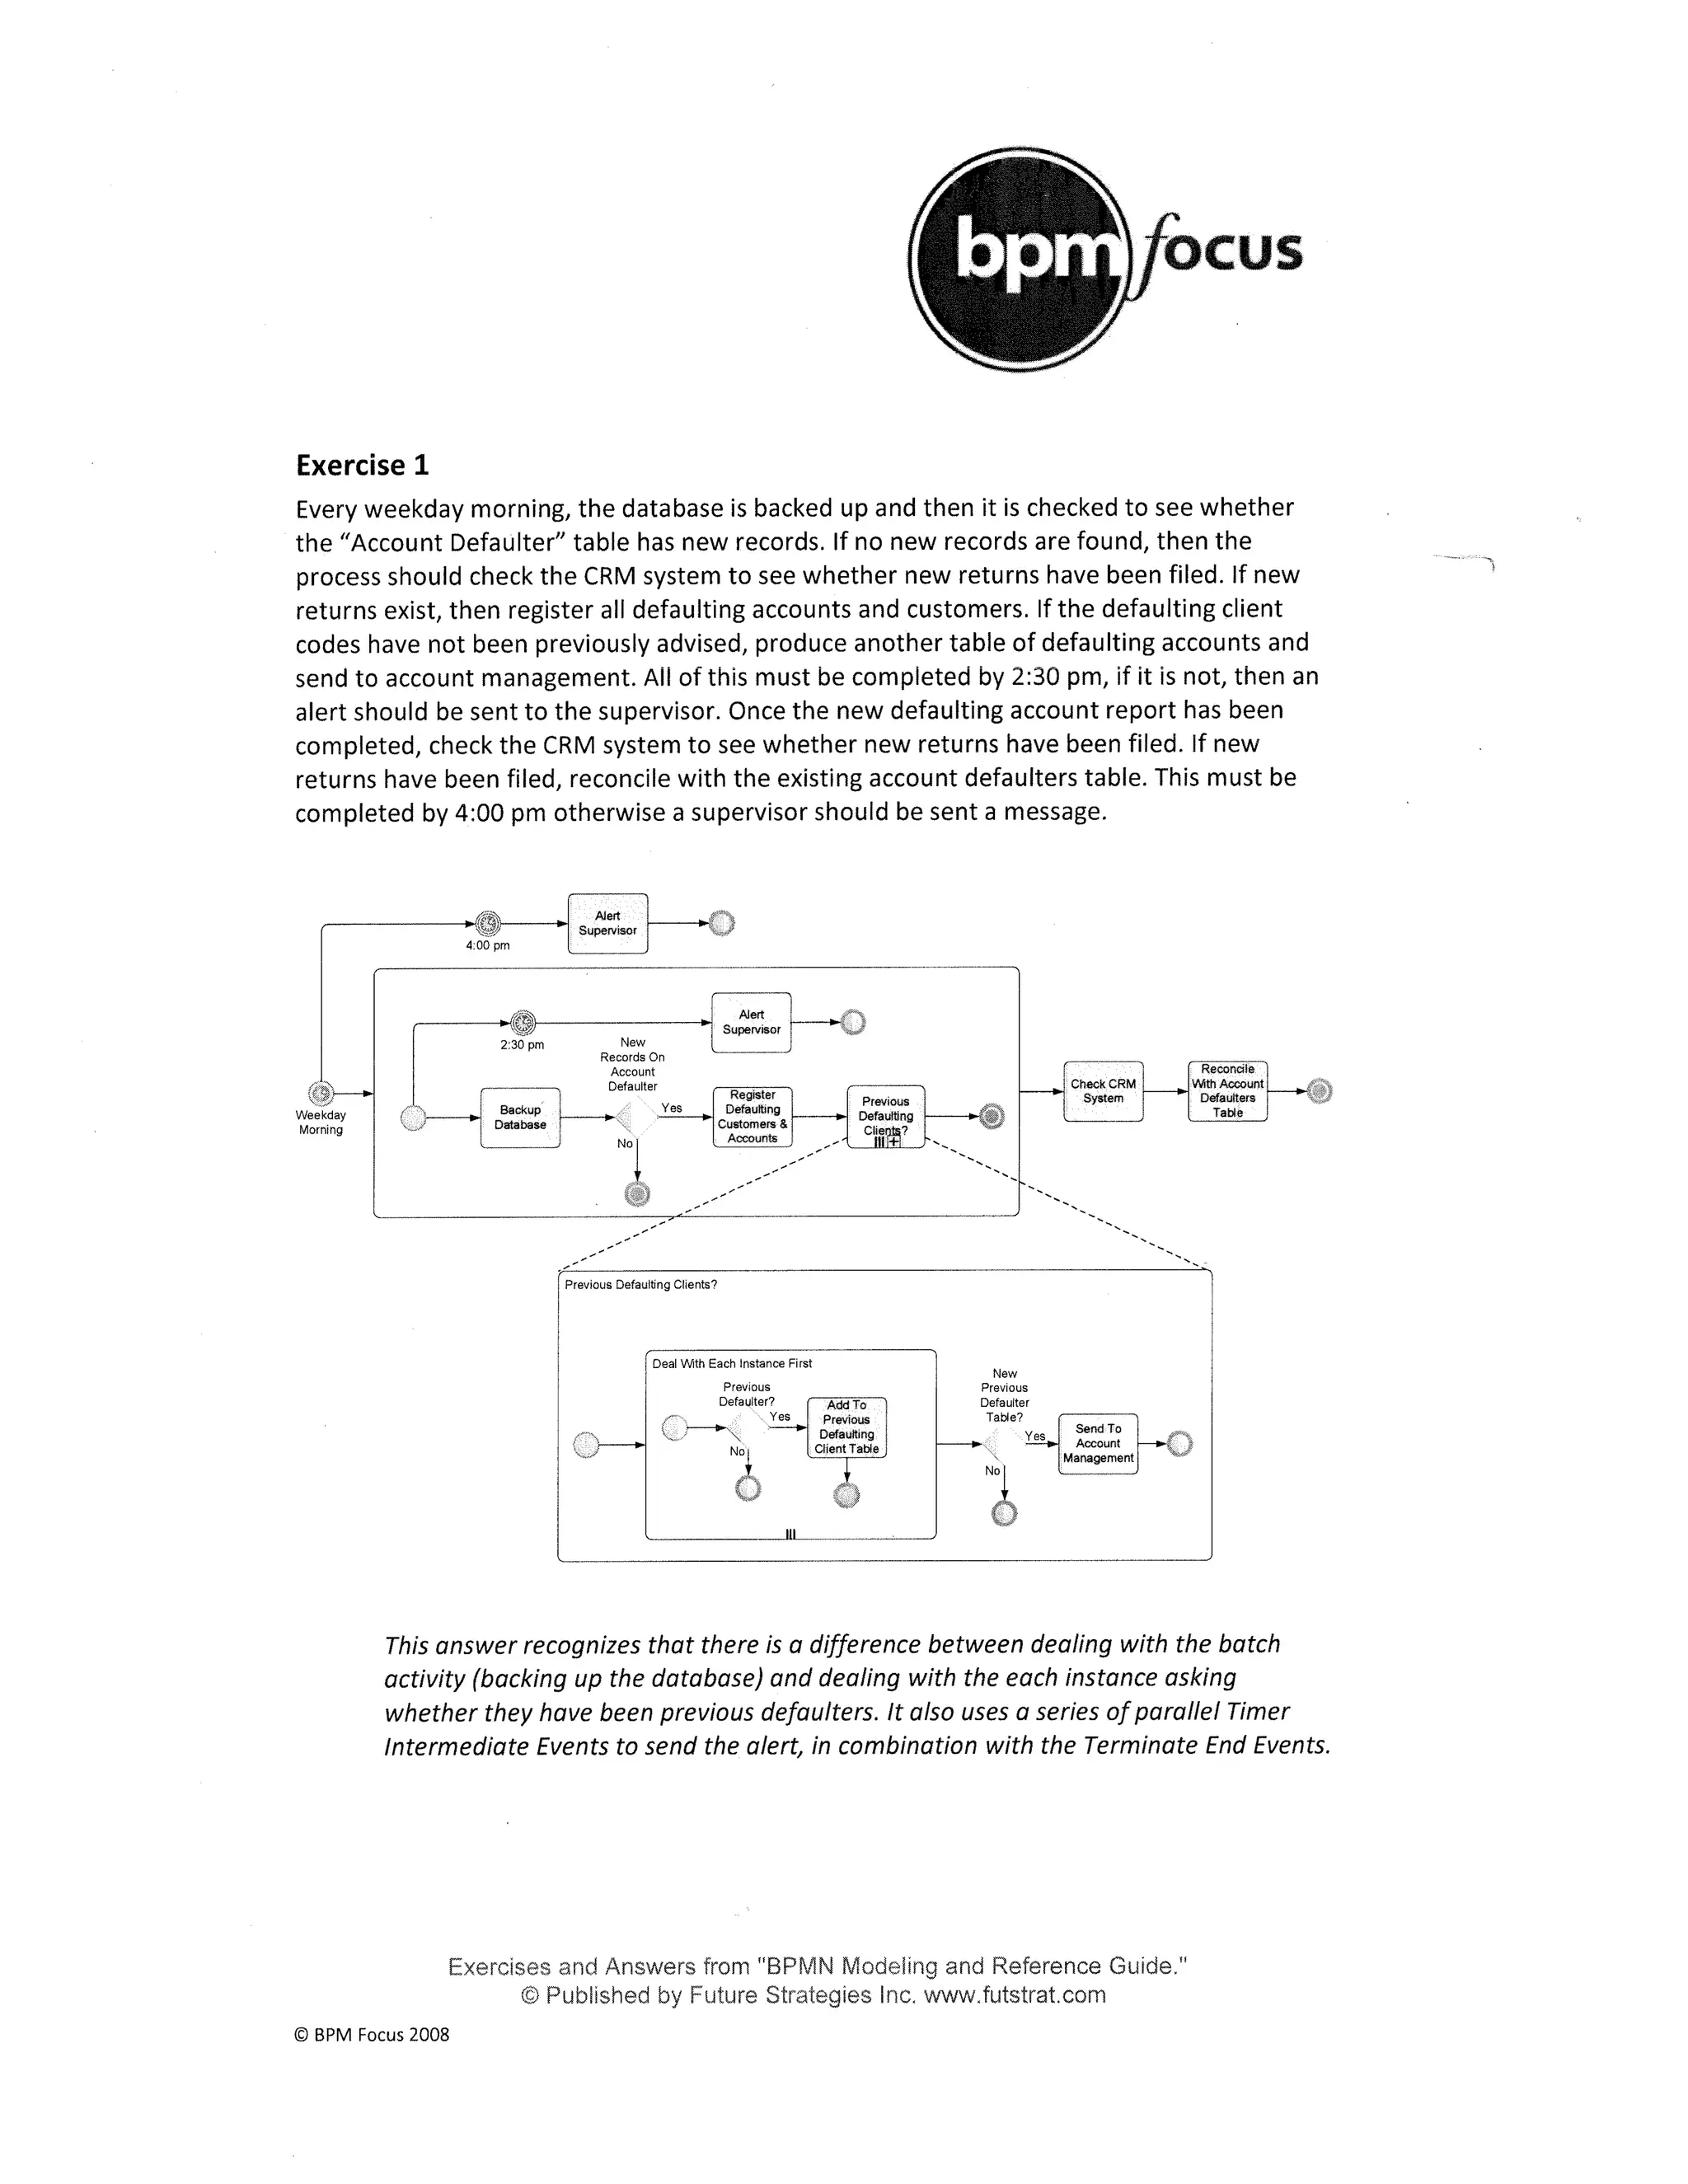 bpm focus
Exercise 1
Every weekday morning, the database is backed up and then it is checked to see whether
the "Account Defaulter" table has new records. If no new records are found, then the
process should check the CRM system to see whether new returns have been filed. If new
returns exist, then register all defaulting accounts and customers. If the defaulting client
codes have not been previously advised, produce another table of defaulting accounts and
send to account management. All of this must be completed by 2:30 pm, if it is not, then an
alert should be sent to the supervisor. Once the new defaulting account report has been
completed, check the CRM system to see whether new returns have been filed. If new
returns have been filed, reconcile with the existing account defaulters table. This must be
completed by 4:00 pm otherwise a supervisor should be sent a message.
4:00 pm
Alert
Supervisor
2:30 pm
Alert
Supervisor
Weekday
Morning
Backup
Database
New
Records On
Account
Defaulter
Yes
No
Register
Defaulting
Customers &
Accounts
Previous
Defaulting
Clients?
Check CRM
System
Reconcile
With Account
Defaulters
Table
Previous Defaulting Clients?
Deal With Each Instance First
Previous
Defaulter?
Yes
No
Add To
Previous
Defaulting
Client Table
New
Previous
Defaulter
Table?
Yes
No
Send To
Account
Management
This answer recognizes that there is a difference between dealing with the batch
activity (backing up the database) and dealing with the each instance asking
whether they have been previous defaulters. It also uses a series of parallel Timer
Intermediate Events to send the alert, in combination with the Terminate End Events.
Exercises and Answers from "BPMN Modeling and Reference Guide."
© Published by Future Strategies Inc. www.futstrat.com
© BPM Focus 2008